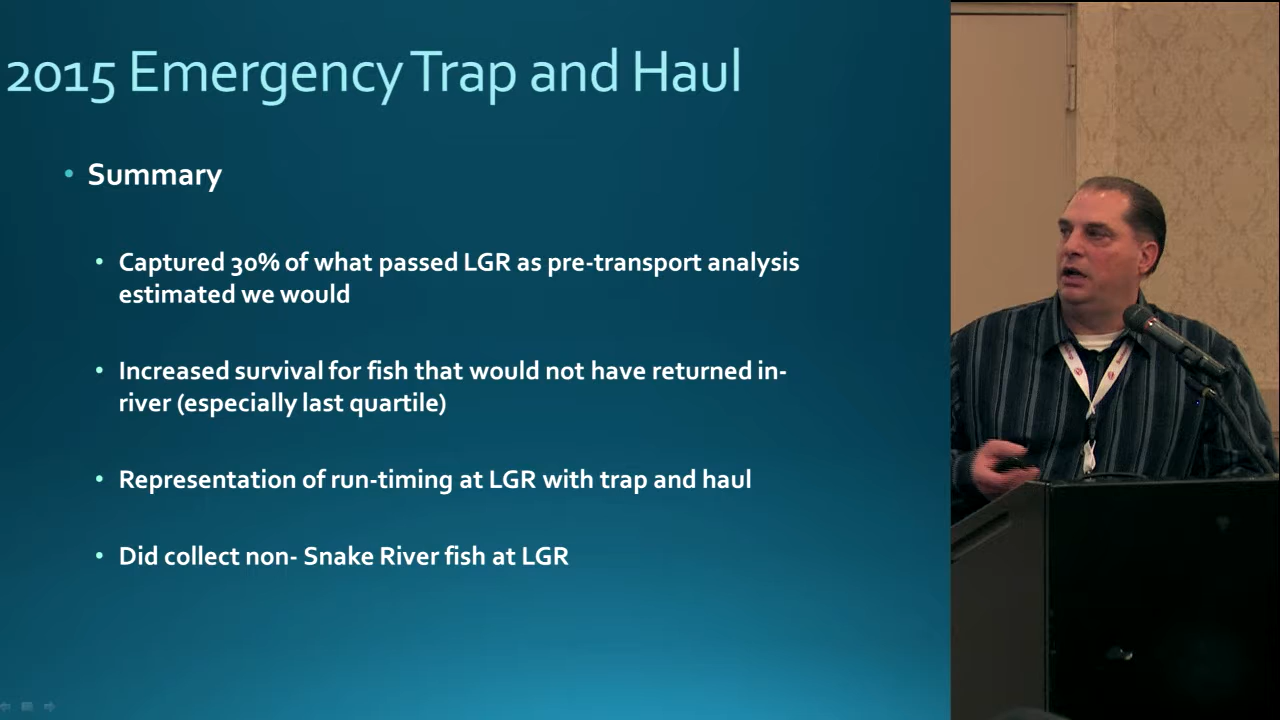 2015 Emergency Trap and Haul
• Summary
• Captured 30% of what passed LGR as pre-transport analysis
estimated we would
• Increased survival for fish that would not have returned in-
river (especially last quartile)
• Representation of run-timing at LGR with trap and haul
• Did collect non- Snake River fish at LGR